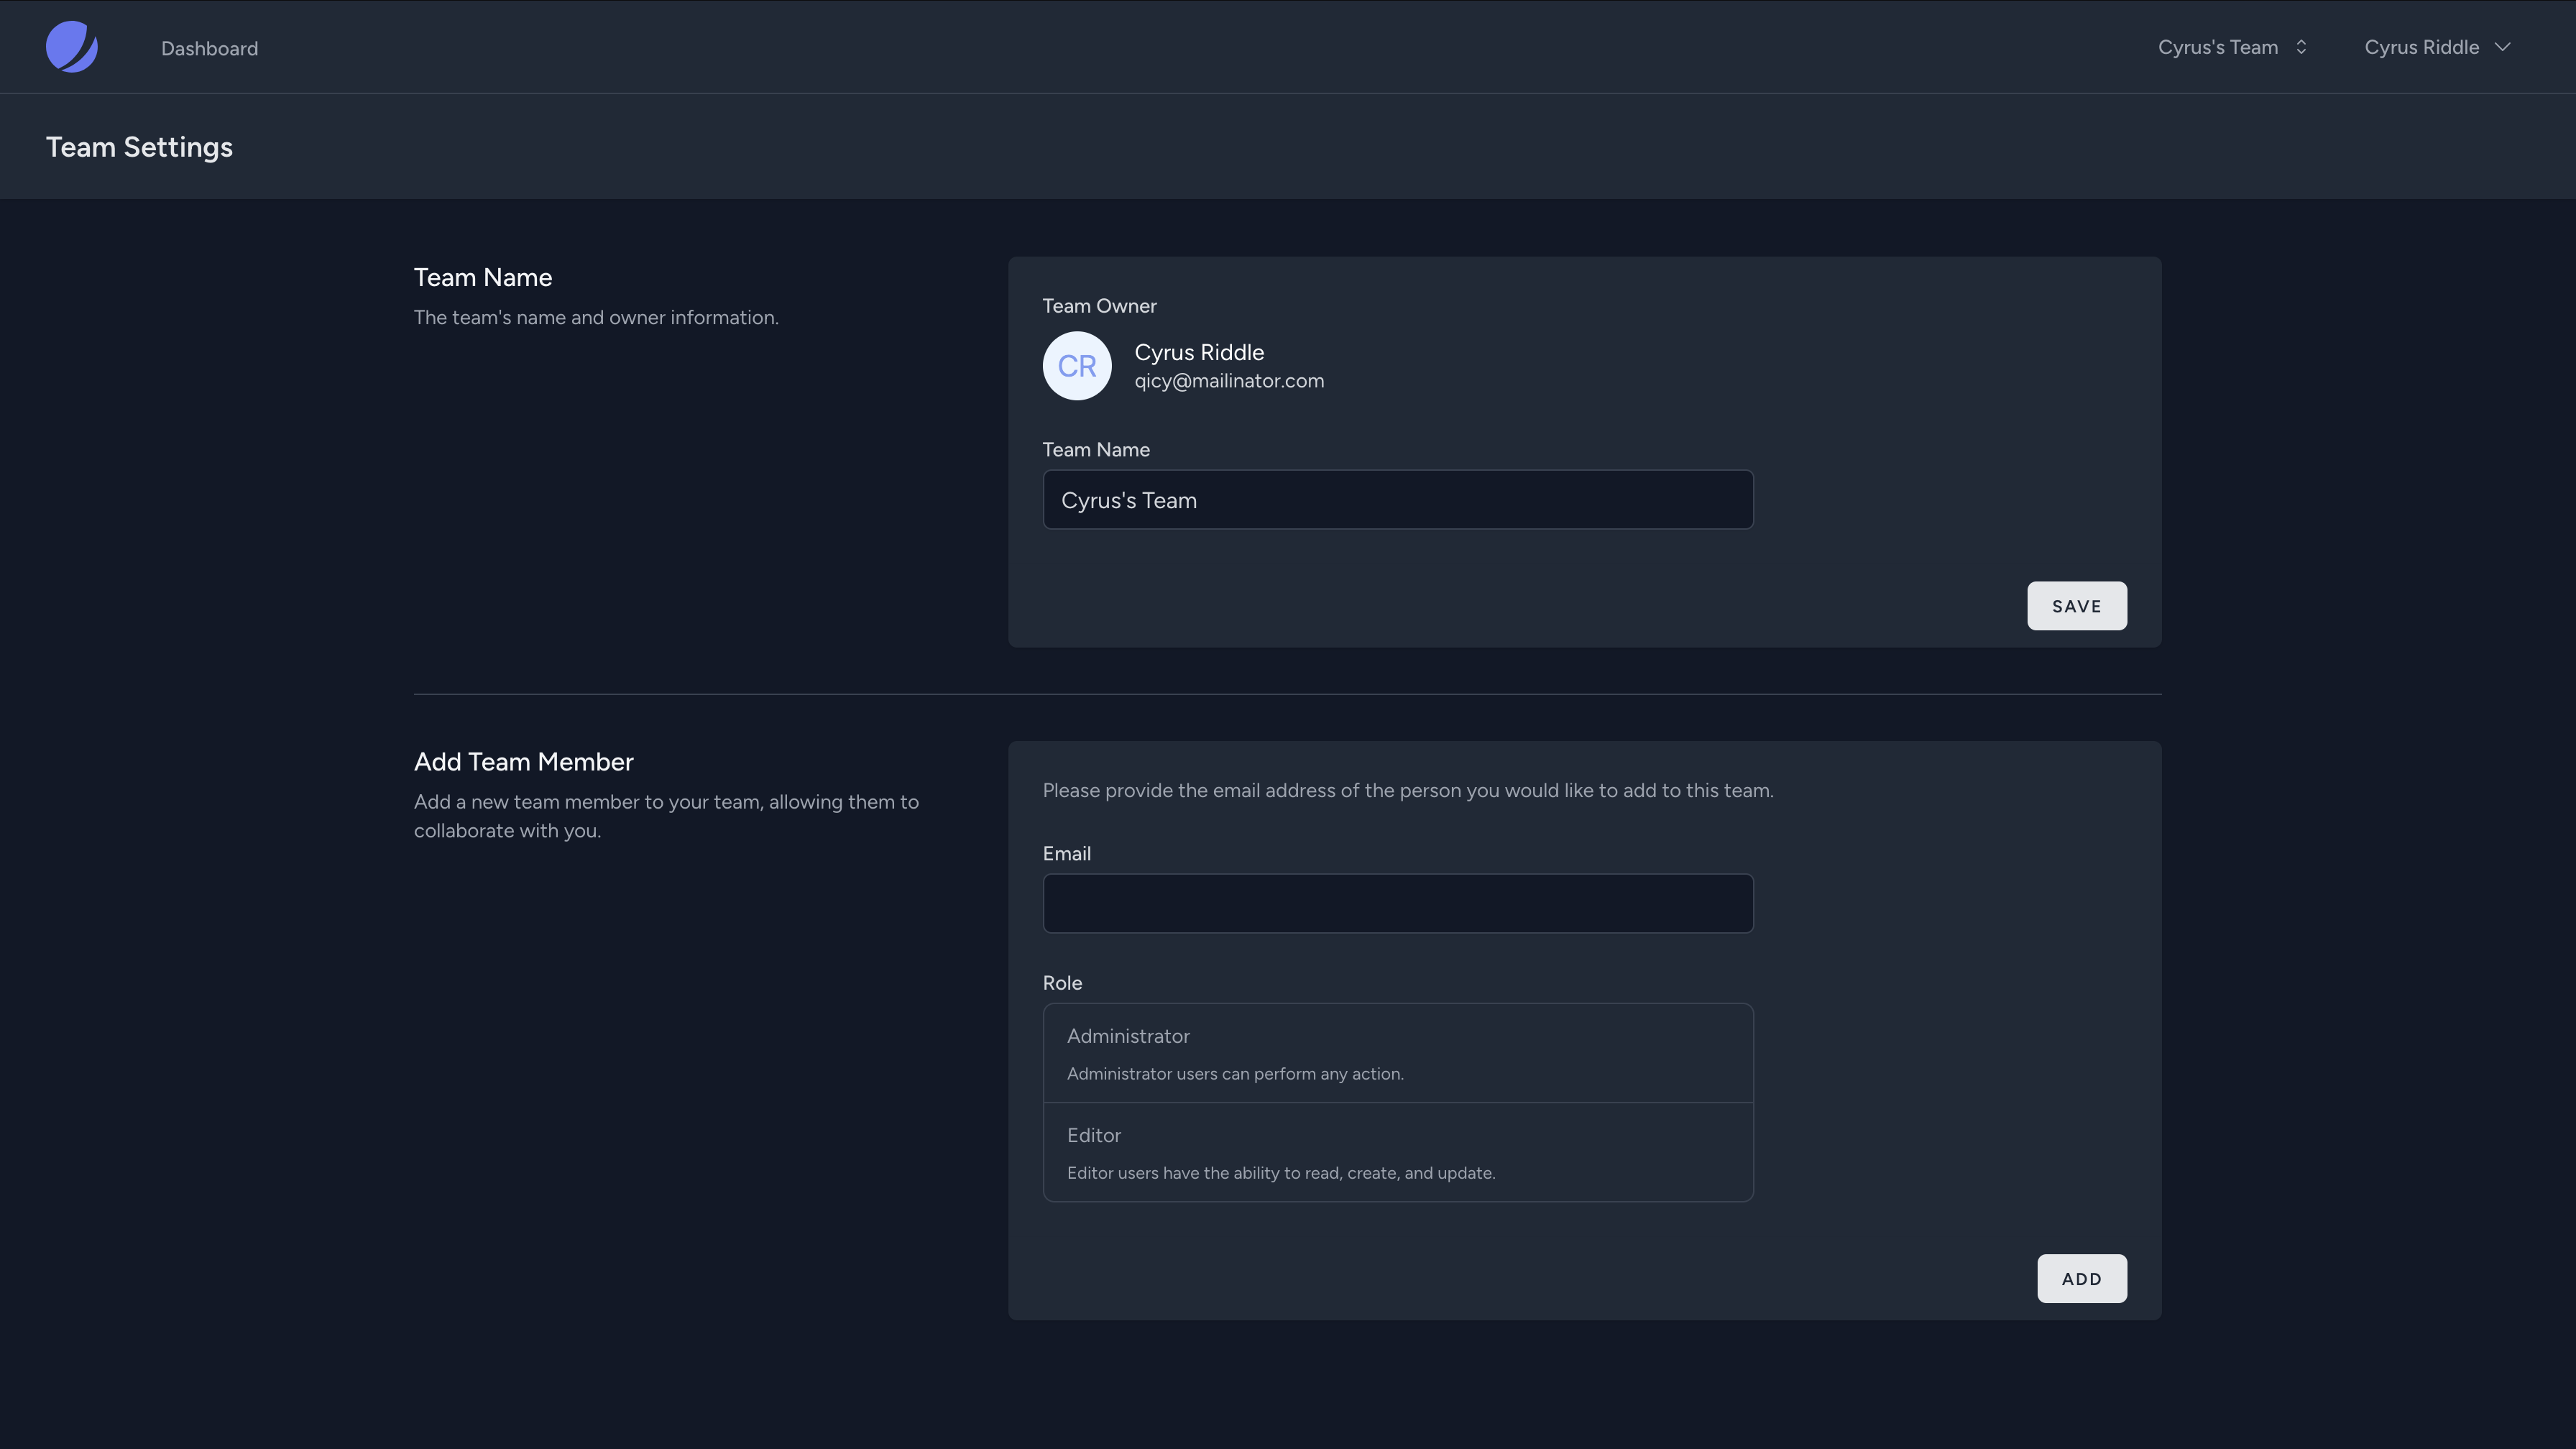 Dashboard
Cyrus's Team
Cyrus Riddle
Team Settings
Team Name
The team's name and owner information.
Team Owner
CR
Cyrus Riddle
qicy@mailinator.com
Team Name
Cyrus's Team
SAVE
Add Team Member
Add a new team member to your team, allowing them to
collaborate with you.
Please provide the email address of the person you would like to add to this team.
Email
Role
Administrator
Administrator users can perform any action.
Editor
Editor users have the ability to read, create, and update.
ADD